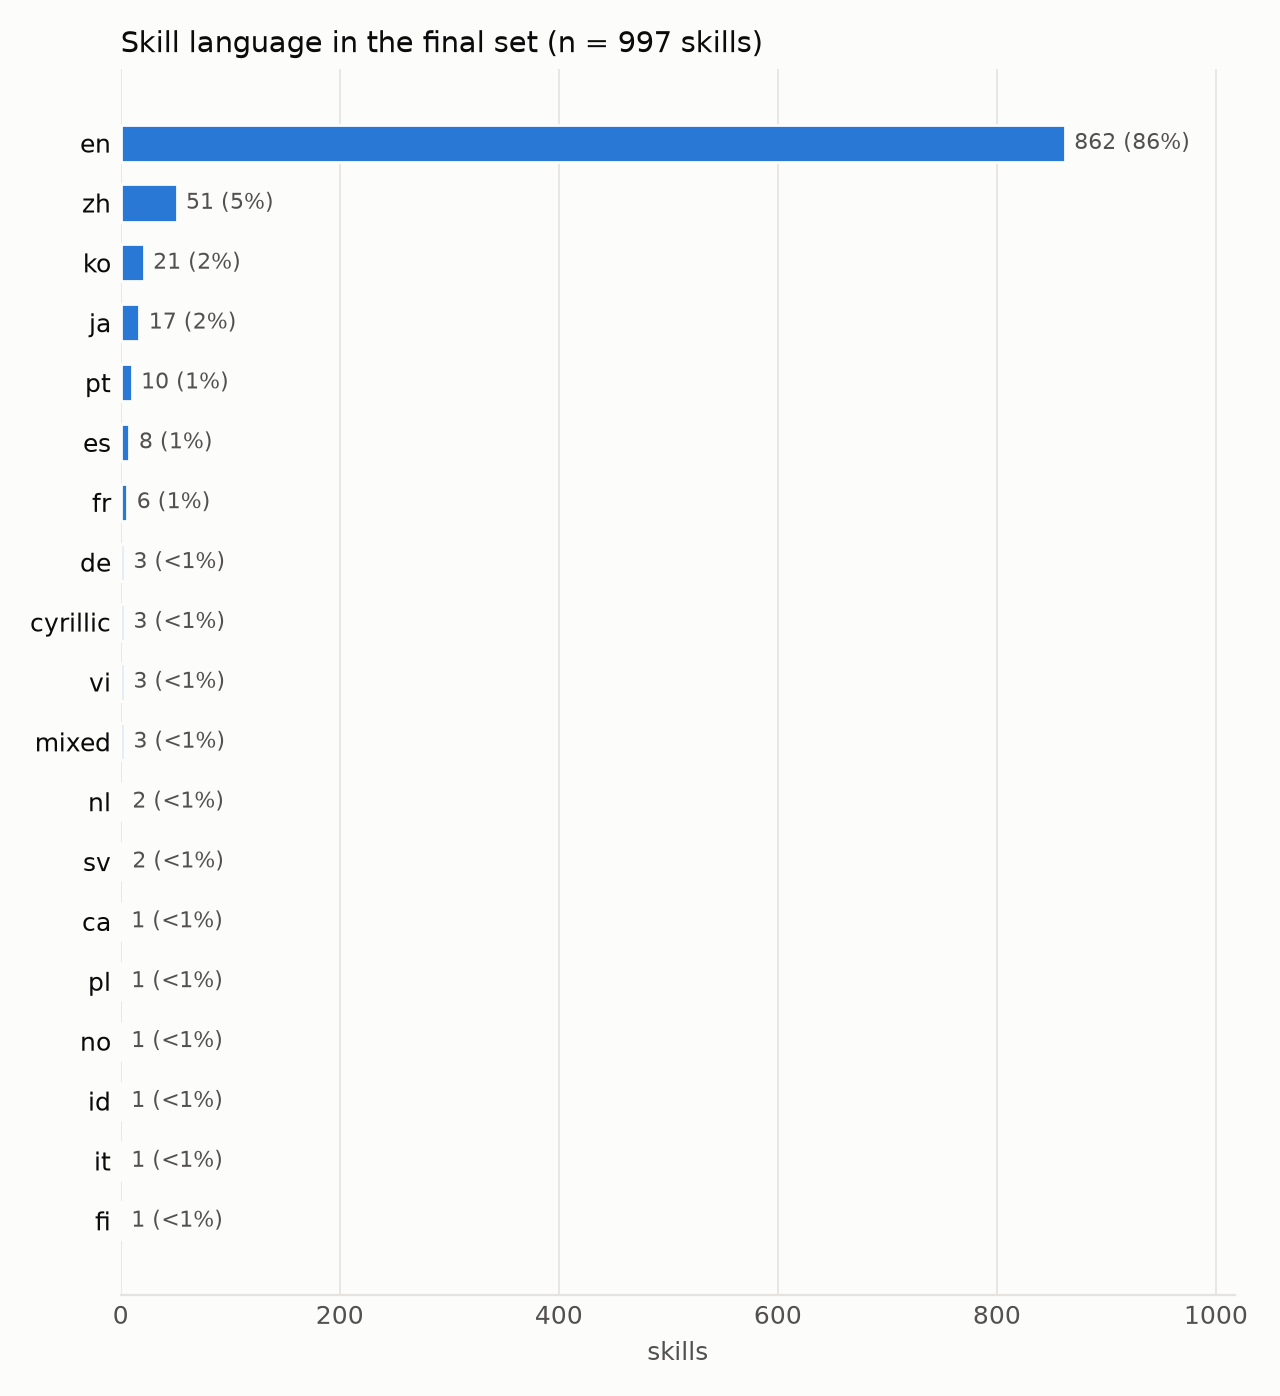 Skill language in the final set (n = 997 skills)
en 862 (86%)
zh 51 (5%)
ko 21 (2%)
ja 17 (2%)
pt 10 (1%)
es 8 (1%)
fr 6 (1%)
de 3 (<1%)
cyrillic 3 (<1%)
vi 3 (<1%)
mixed 3 (<1%)
nl 2 (<1%)
sv 2 (<1%)
ca 1 (<1%)
pl 1 (<1%)
no 1 (<1%)
id 1 (<1%)
it 1 (<1%)
fi 1 (<1%)
0 200 400 600 800 1000
skills